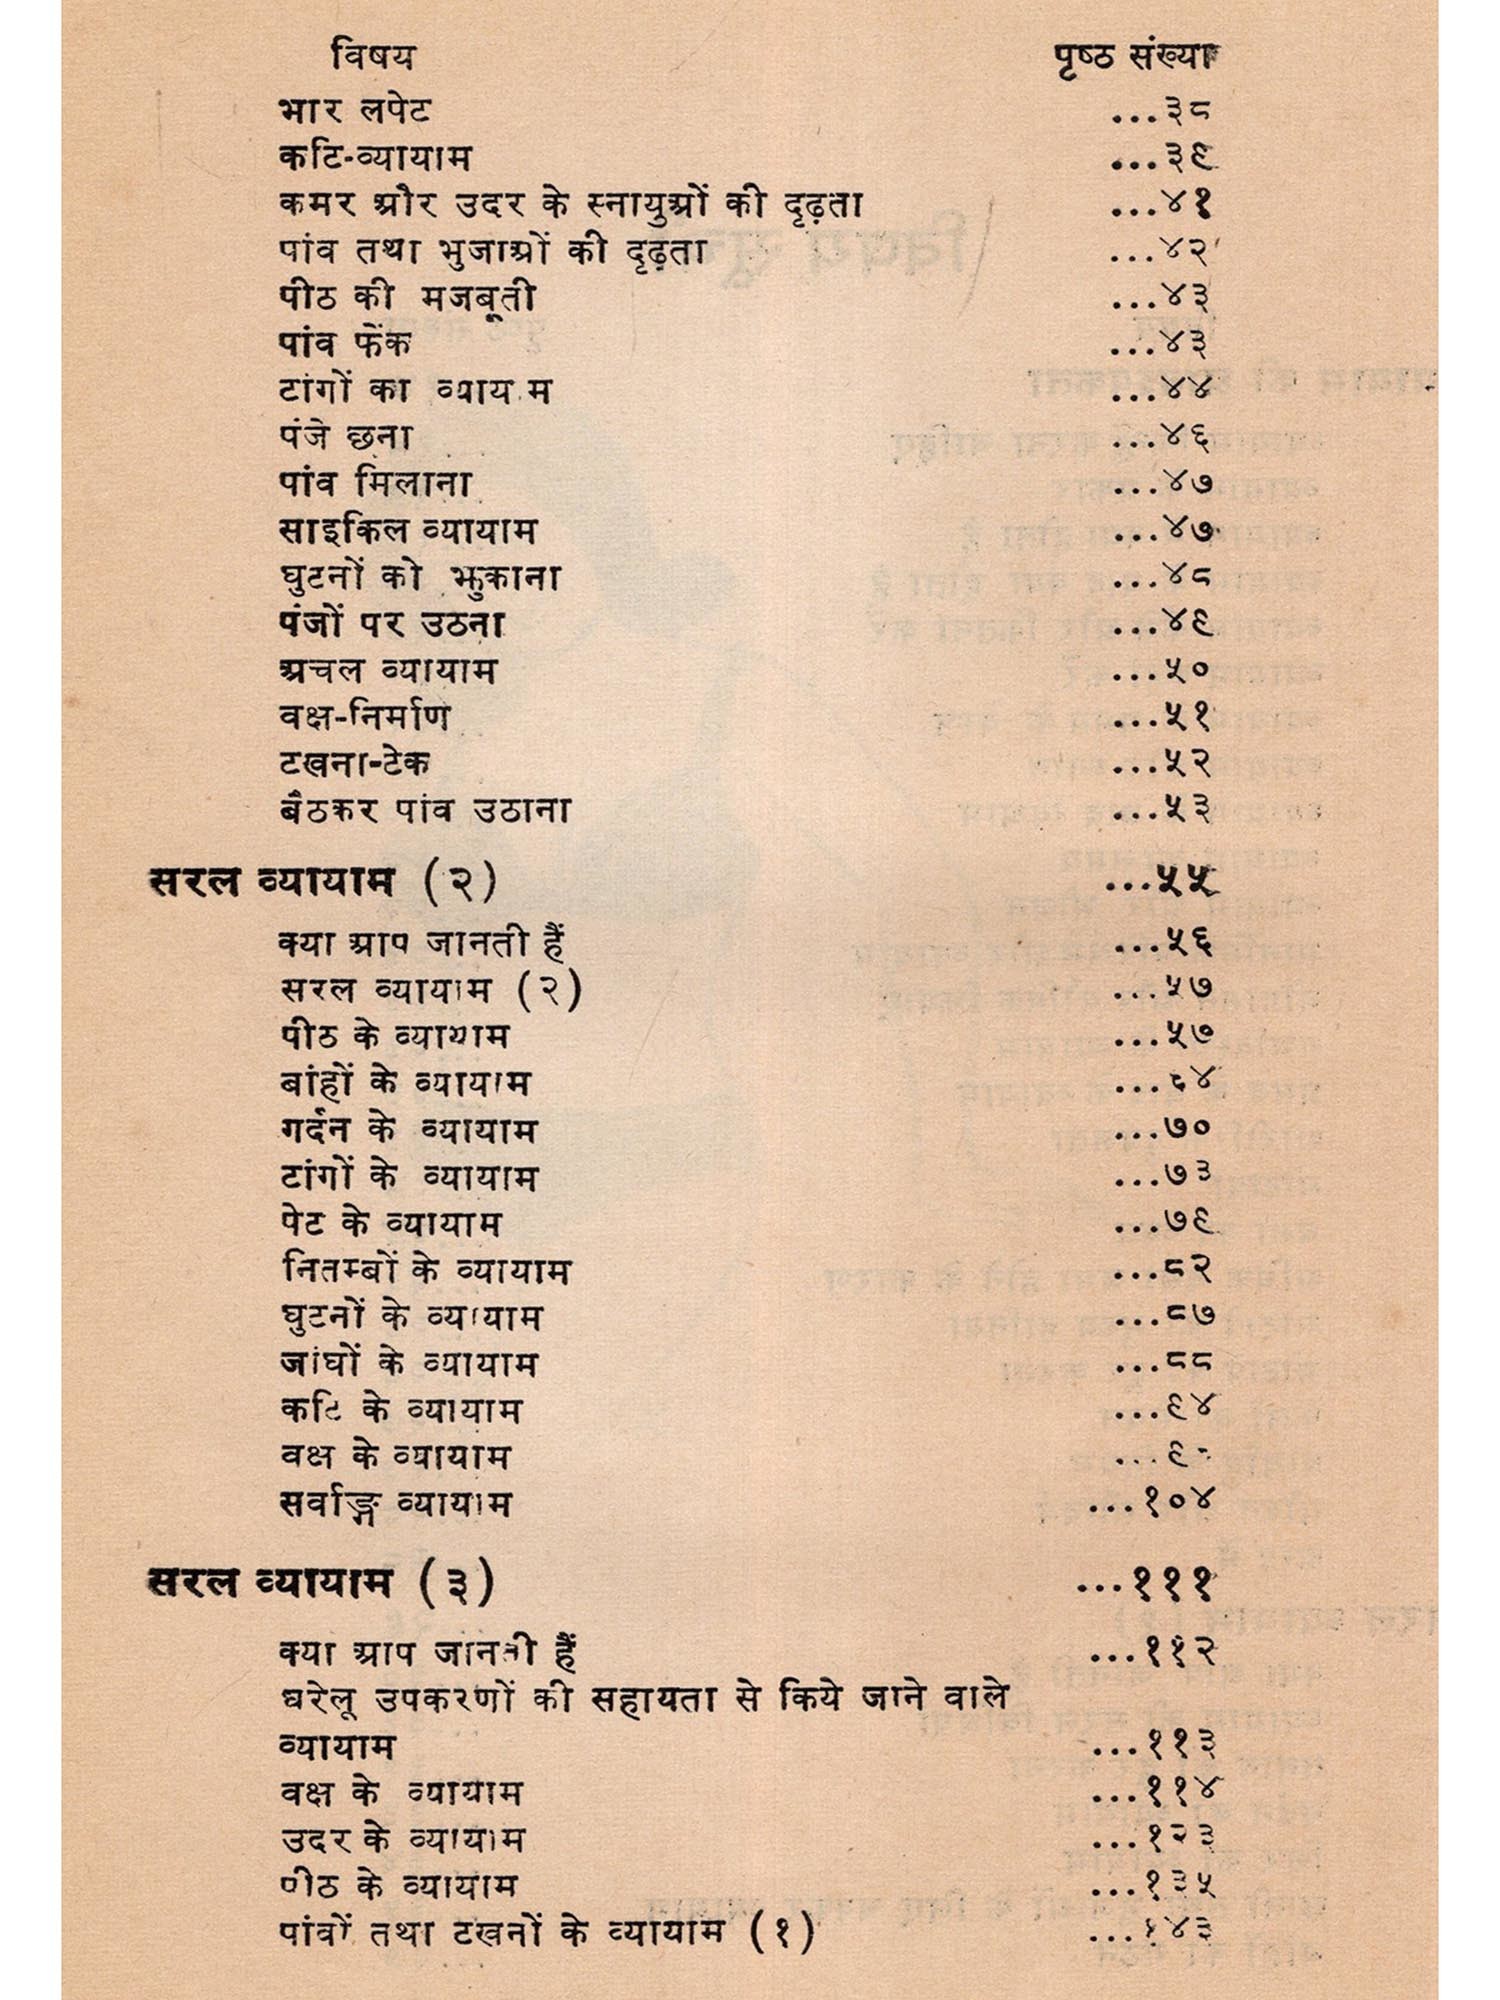 विषय पृष्ठ संख्या
भार लपेट ...३८
कटि-व्यायाम ...३९
कमर और उदर के स्नायुओं की दृढ़ता ...४१
पांव तथा भुजाओं की दृढ़ता ...४२
पीठ की मजबूती ...४३
पांव फेंक ...४३
टांगों का व्यायाम ...४४
पंजे छूना ...४६
पांव मिलाना ...४७
साइकिल व्यायाम ...४७
घुटनों को झुकाना ...४८
पंजों पर उठना ...४९
अचल व्यायाम ...५०
वक्ष-निर्माण ...५१
टखना-टेक ...५२
बैठकर पांव उठाना ...५३
सरल व्यायाम (२) ...५५
क्या आप जानती हैं ...५६
सरल व्यायाम (२) ...५७
पीठ के व्यायाम ...५७
बांहों के व्यायाम ...६४
गर्दन के व्यायाम ...७०
टांगों के व्यायाम ...७३
पेट के व्यायाम ...७९
नितम्बों के व्यायाम ...८२
घुटनों के व्यायाम ...८७
जांघों के व्यायाम ...८८
कटि के व्यायाम ...९४
वक्ष के व्यायाम
सर्वाङ्ग व्यायाम ...१०४
सरल व्यायाम (३) ...१११
क्या आप जानती हैं ...११२
घरेलू उपकरणों की सहायता से किये जाने वाले
व्यायाम ...११३
वक्ष के व्यायाम ...११४
उदर के व्यायाम ...१२३
पीठ के व्यायाम ...१३५
पांवों तथा टखनों के व्यायाम (१) ...१४३